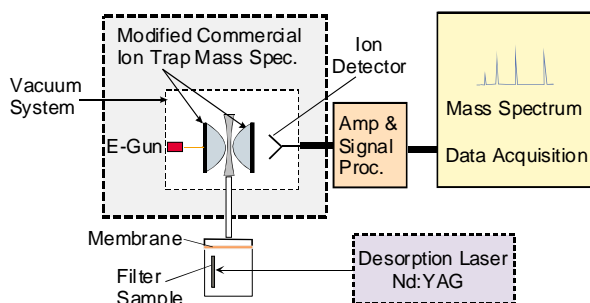 Modified Commercial
Ion Trap Mass Spec.
Ion
Detector
Vacuum
System
E-Gun
Amp &
Signal
Proc.
Mass Spectrum
Data Acquisition
Membrane
Filter
Sample
Desorption Laser
Nd:YAG